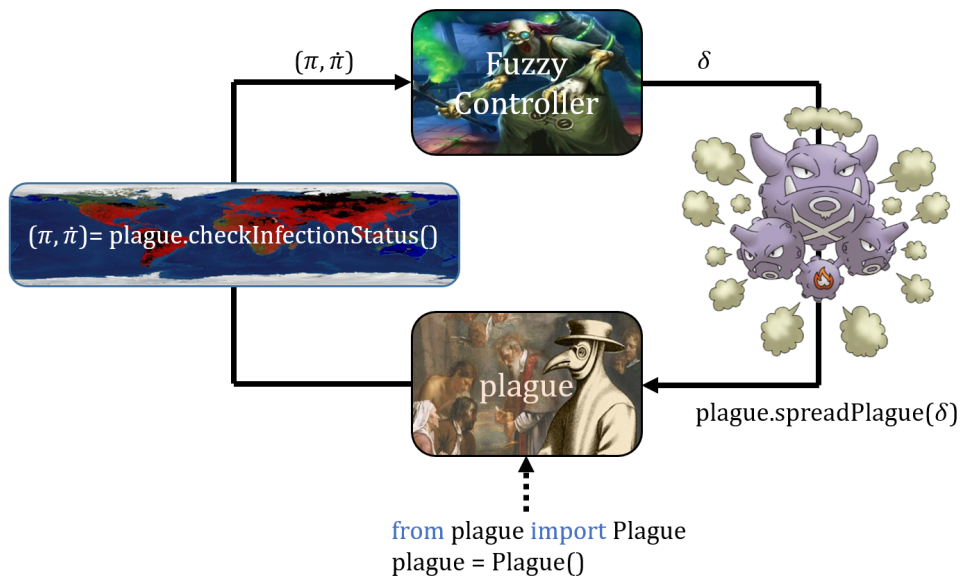 (π, π̇)
Fuzzy
Controller
δ
(π, π̇)= plague.checkInfectionStatus()
plague
plague.spreadPlague(δ)
from plague import Plague
plague = Plague()